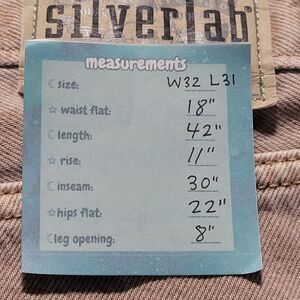 silverlab
measurements
☾ size: W32 L31
☆ waist flat: 18"
☾ length: 42"
☆ rise: 11"
☾ inseam: 30"
☆ hips flat: 22"
☾ leg opening: 8"